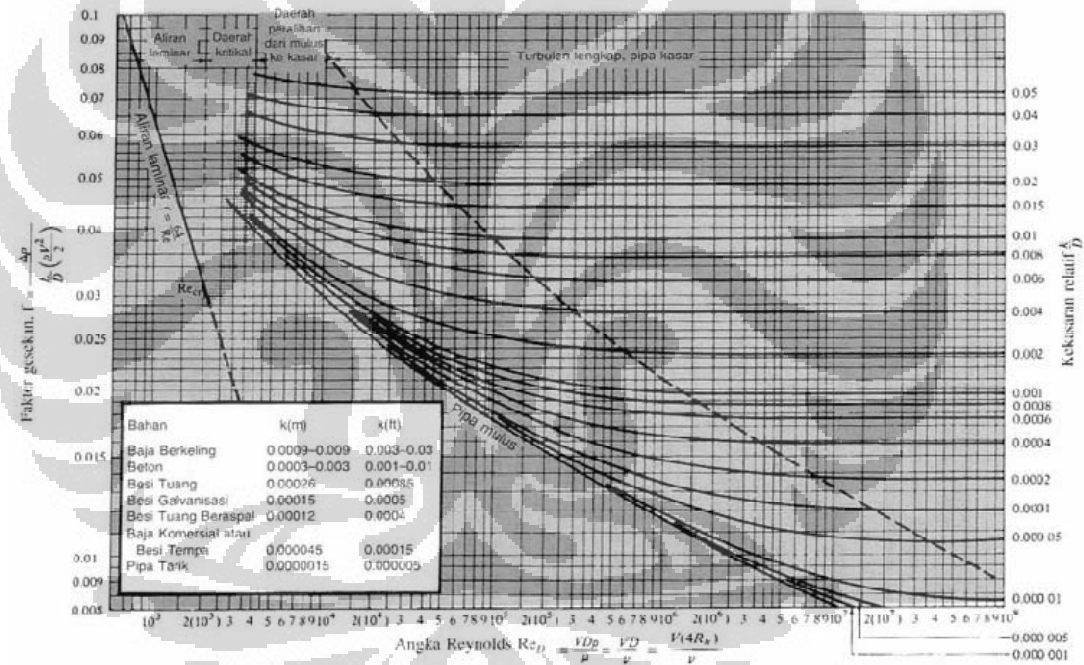 0.1
0.09
0.08
0.07
0.06
0.05
0.04
0.03
0.025
0.02
0.015
0.01
0.009
Aliran laminar
Daerah kritikal
Daerah
peralihan
dari mulus
ke kasar
Turbulen lengkap, pipa kasar
Aliran laminar
Re
Pipa mulus
0.05
0.04
0.03
0.02
0.015
0.01
0.008
0.006
0.004
0.002
0.001
0.0008
0.0006
0.0004
0.0002
0.0001
0.000 05
0.000 01
0.000 005
0.000 001
Kekasaran relatif k/D
Faktor gesekan, f =
Bahan k(m) k(ft)
Baja Berkeling 0.0009–0.009 0.003–0.03
Beton 0.0003–0.003 0.001–0.01
Besi Tuang 0.00026 0.00085
Besi Galvanisasi 0.00015 0.0005
Besi Tuang Beraspal 0.00012 0.0004
Baja Komersial atau
Besi Tempa 0.000045 0.00015
Pipa Tarik 0.0000015 0.000005
Angka Reynolds Re_D = VDρ/μ = VD/ν = V(4R_h)/ν